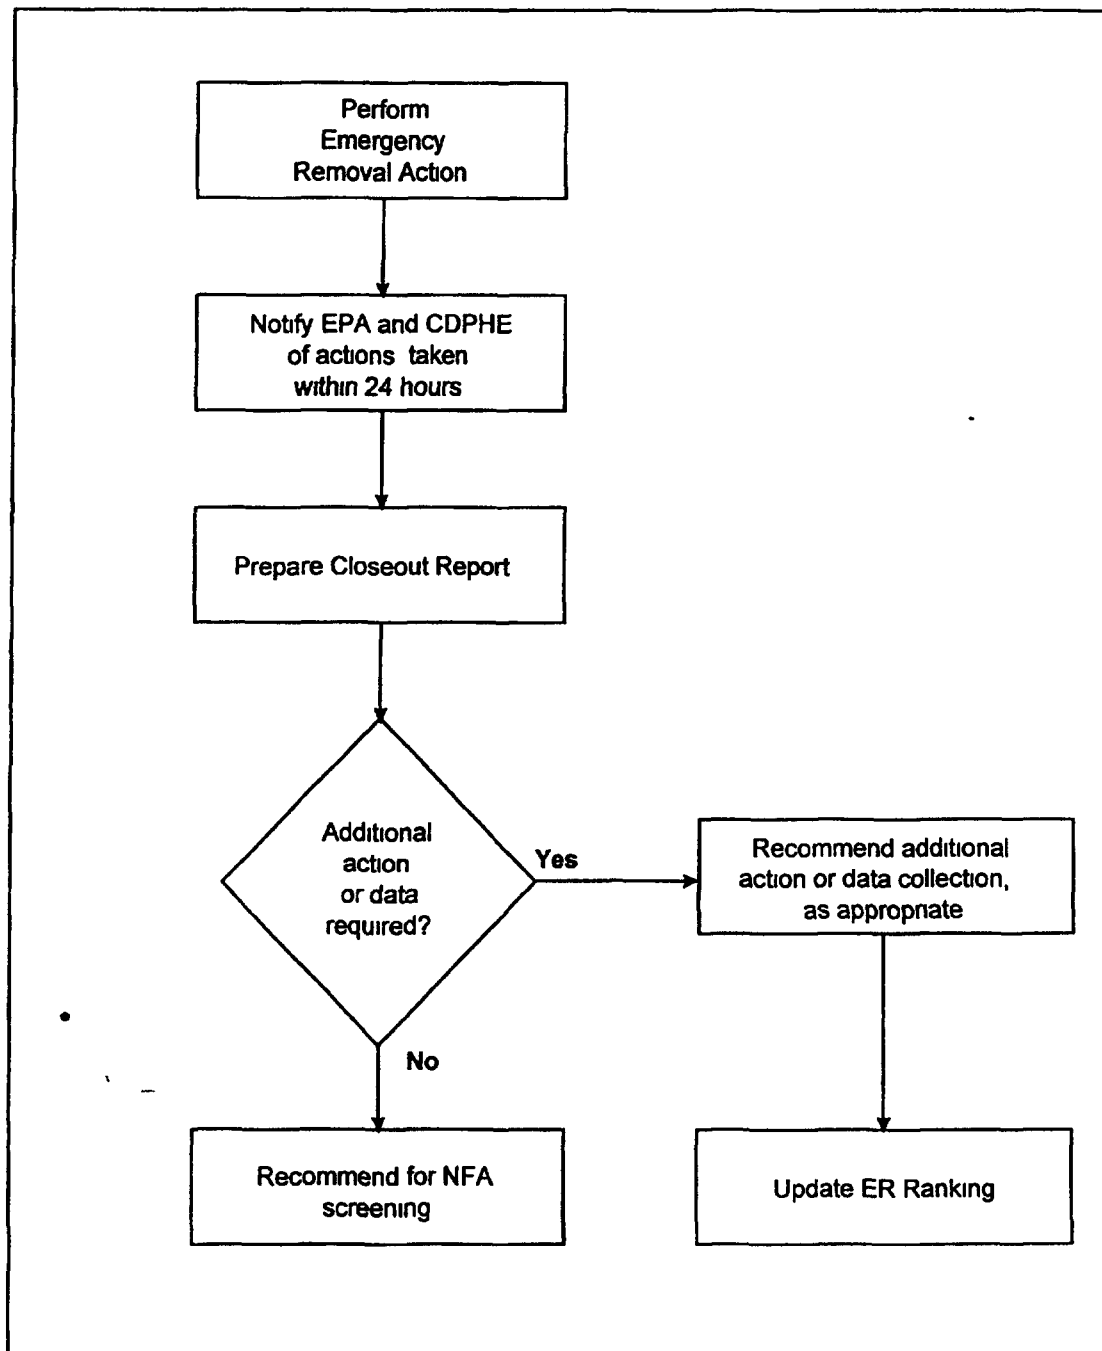 Perform
Emergency
Removal Action
Notify EPA and CDPHE
of actions taken
within 24 hours
Prepare Closeout Report
Additional
action
or data
required?
Yes
Recommend additional
action or data collection,
as appropriate
No
Recommend for NFA
screening
Update ER Ranking